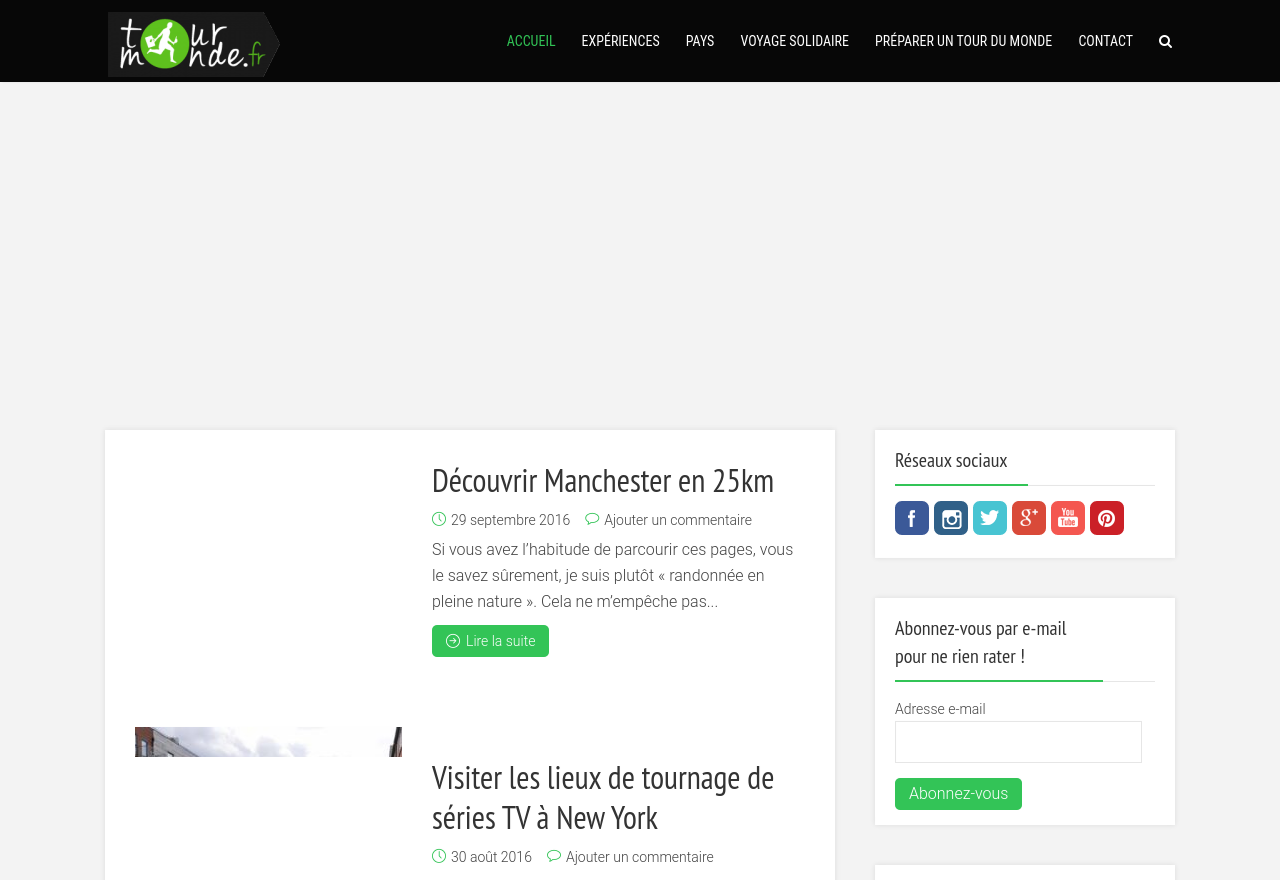 tour
monde.fr
ACCUEIL EXPÉRIENCES PAYS VOYAGE SOLIDAIRE PRÉPARER UN TOUR DU MONDE CONTACT
Découvrir Manchester en 25km
29 septembre 2016 Ajouter un commentaire
Si vous avez l’habitude de parcourir ces pages, vous
le savez sûrement, je suis plutôt « randonnée en
pleine nature ». Cela ne m’empêche pas...
Lire la suite
Visiter les lieux de tournage de
séries TV à New York
30 août 2016 Ajouter un commentaire
Réseaux sociaux
f g+ You Tube
Abonnez-vous par e-mail
pour ne rien rater !
Adresse e-mail
Abonnez-vous